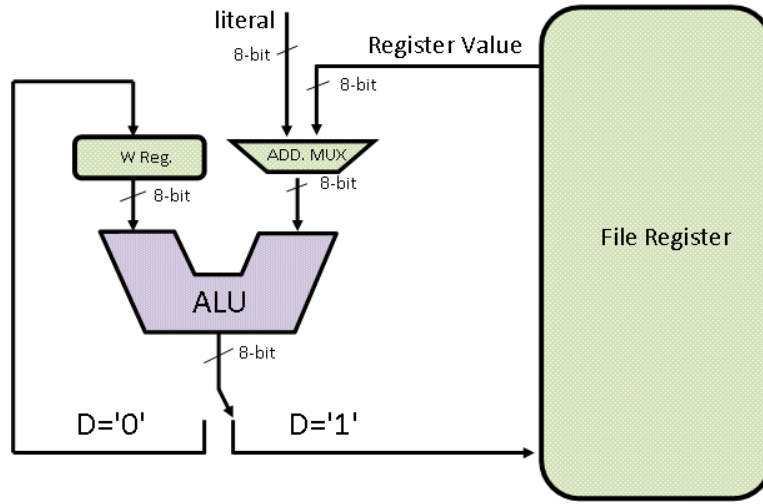 literal
8-bit
Register Value
8-bit
W Reg.
ADD. MUX
8-bit
8-bit
File Register
ALU
8-bit
D='0'
D='1'